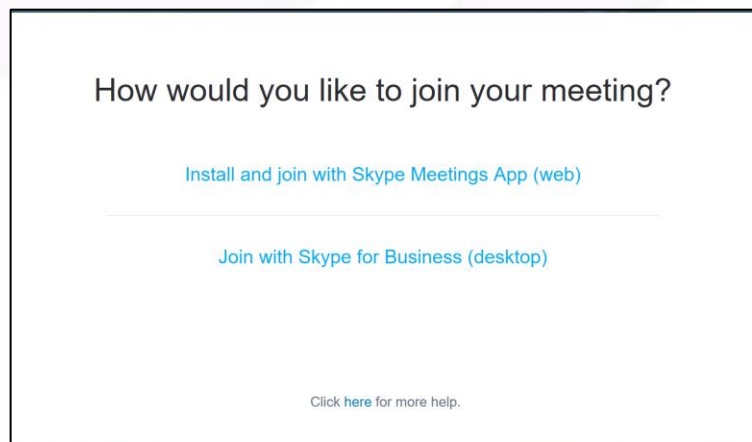 How would you like to join your meeting?
Install and join with Skype Meetings App (web)
Join with Skype for Business (desktop)
Click here for more help.